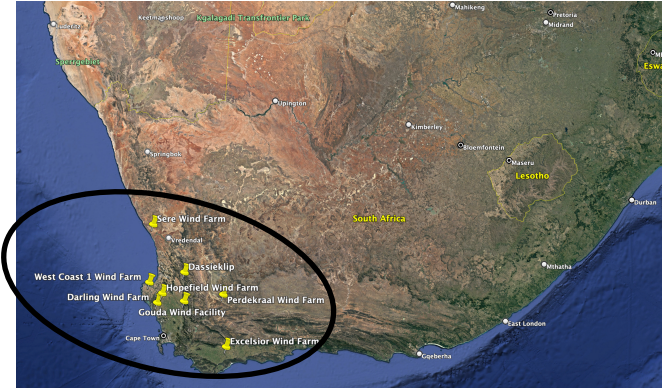 Mahikeng
Pretoria
Midrand
Keetmanshoop
Kgalagadi Transfrontier Park
Sperrgebiet
Upington
Kimberley
Bloemfontein
Maseru
Lesotho
Springbok
Durban
South Africa
Sere Wind Farm
Vredendal
Mthatha
Dassieklip
West Coast 1 Wind Farm
Hopefield Wind Farm
Darling Wind Farm
Perdekraal Wind Farm
Gouda Wind Facility
East London
Cape Town
Excelsior Wind Farm
Gqeberha